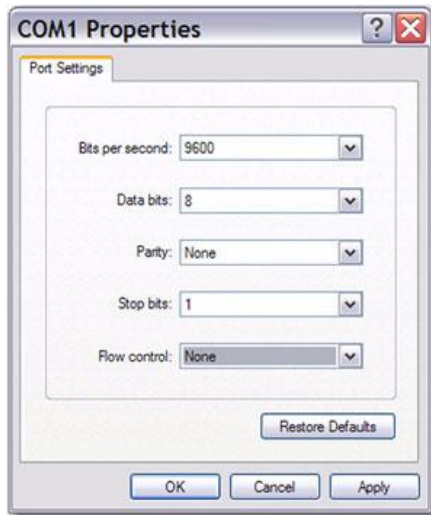 COM1 Properties
Port Settings
Bits per second: 9600
Data bits: 8
Parity: None
Stop bits: 1
Flow control: None
Restore Defaults
OK Cancel Apply